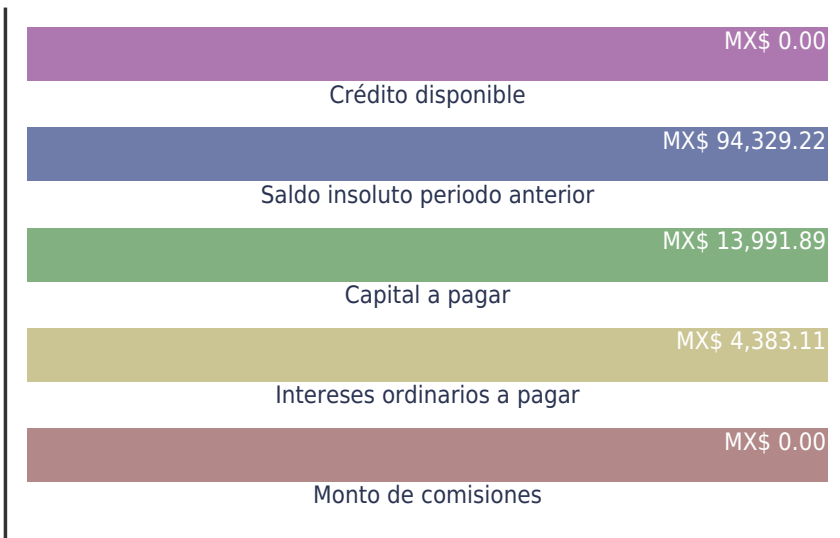 MX$ 0.00
Crédito disponible
MX$ 94,329.22
Saldo insoluto periodo anterior
MX$ 13,991.89
Capital a pagar
MX$ 4,383.11
Intereses ordinarios a pagar
MX$ 0.00
Monto de comisiones